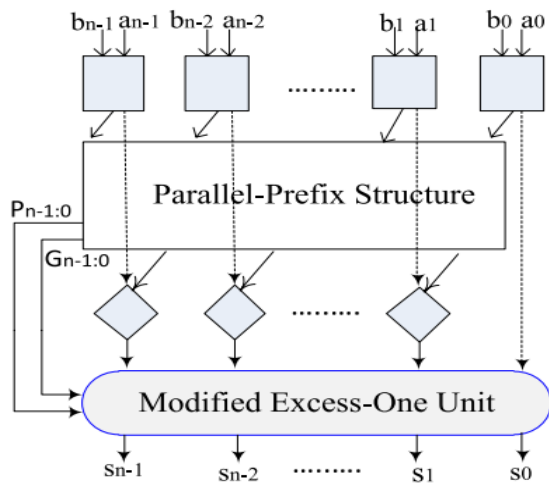 bn-1 an-1 bn-2 an-2 b1 a1 b0 a0
.........
Parallel-Prefix Structure
Pn-1:0
Gn-1:0
.........
Modified Excess-One Unit
sn-1 sn-2 ......... s1 s0